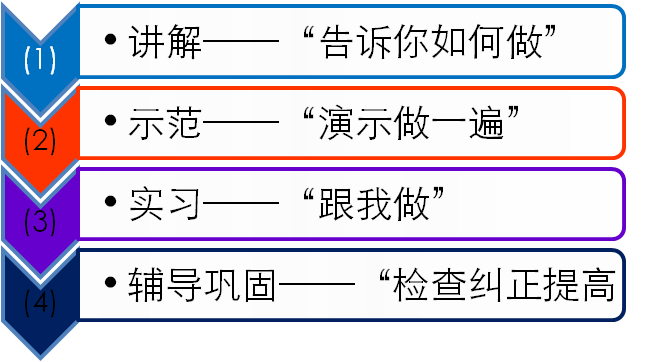 (1) • 讲解——“告诉你如何做”
(2) • 示范——“演示做一遍”
(3) • 实习——“跟我做”
(4) • 辅导巩固——“检查纠正提高